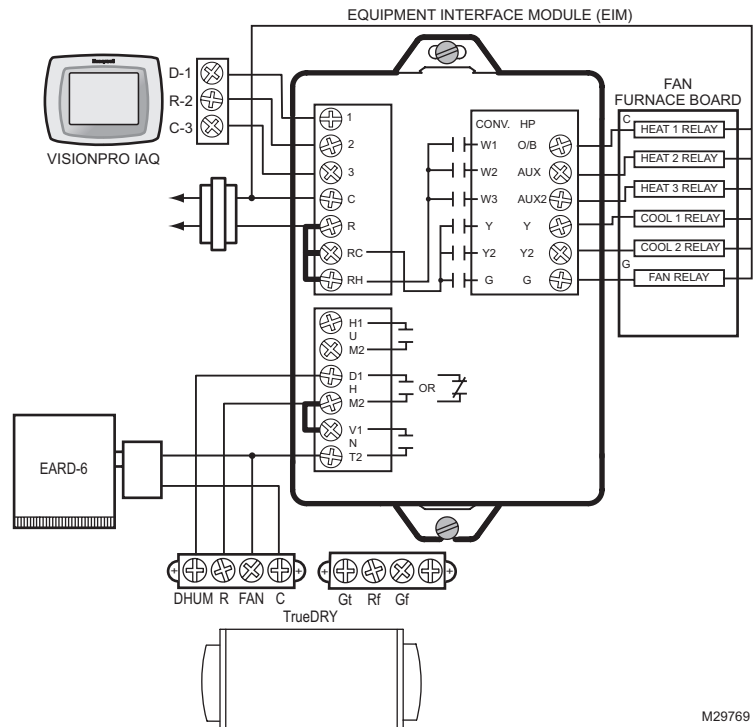 EQUIPMENT INTERFACE MODULE (EIM)
Honeywell
VISIONPRO IAQ
D-1
R-2
C-3
1
2
3
C
R
RC
RH
CONV. HP
W1 O/B
W2 AUX
W3 AUX2
Y Y
Y2 Y2
G G
FAN
FURNACE BOARD
C
HEAT 1 RELAY
HEAT 2 RELAY
HEAT 3 RELAY
COOL 1 RELAY
COOL 2 RELAY
G
FAN RELAY
H1
U
M2
D1
H
M2
V1
N
T2
OR
EARD-6
DHUM R FAN C
Gt Rf Gf
TrueDRY
M29769